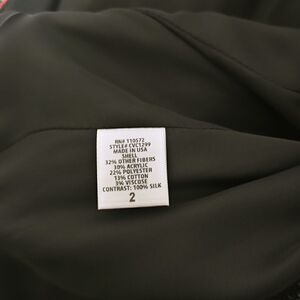 RN# 110572
STYLE# CVC1299
MADE IN USA
SHELL
32% OTHER FIBERS
30% ACRYLIC
22% POLYESTER
13% COTTON
3% VISCOSE
CONTRAST: 100% SILK
2